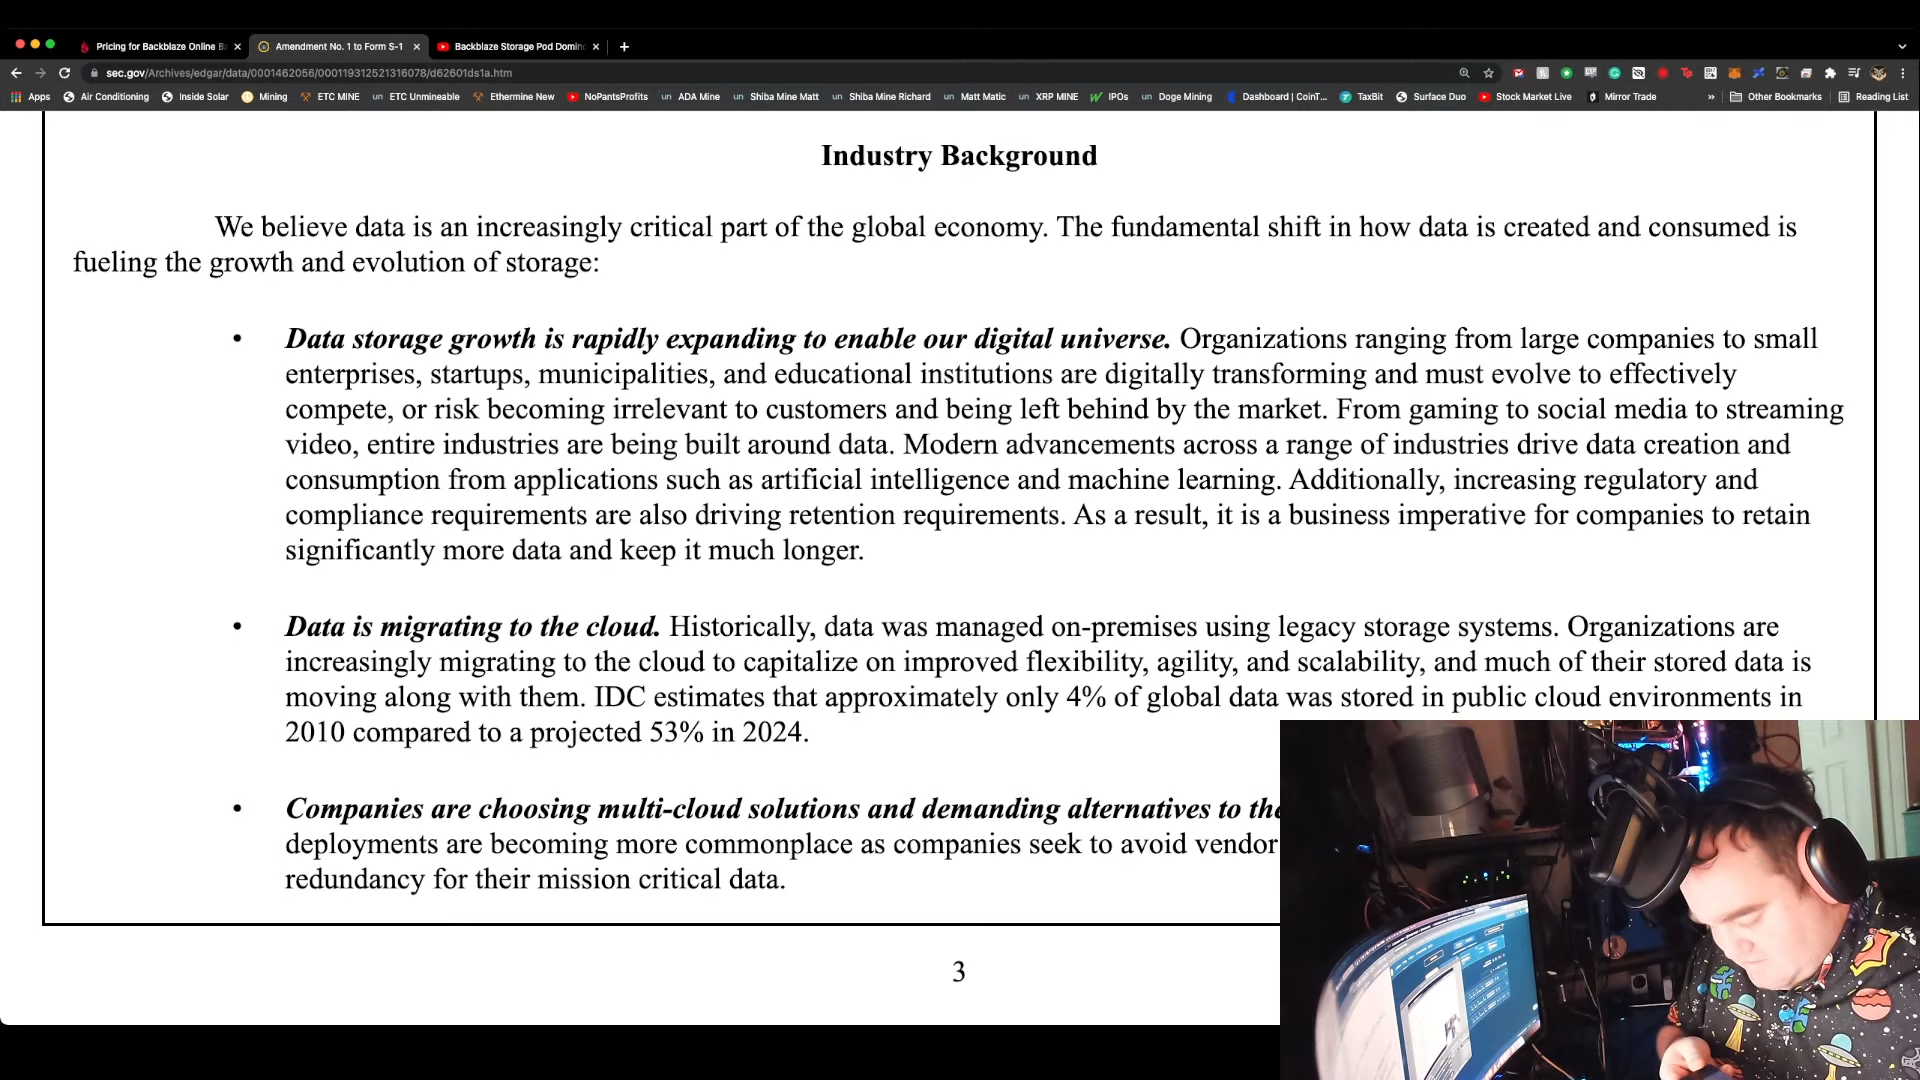 Pricing for Backblaze Online Ba
Amendment No. 1 to Form S-1
Backblaze Storage Pod Domin
sec.gov/Archives/edgar/data/0001462056/000119312521316078/d62601ds1a.htm
Apps
Air Conditioning
Inside Solar
Mining
ETC MINE
un ETC Unmineable
Ethermine New
NoPantsProfits
un ADA Mine
un Shiba Mine Matt
un Shiba Mine Richard
un Matt Matic
un XRP MINE
IPOs
un Doge Mining
Dashboard | CoinT...
TaxBit
Surface Duo
Stock Market Live
Mirror Trade
»
Other Bookmarks
Reading List
Industry Background
We believe data is an increasingly critical part of the global economy. The fundamental shift in how data is created and consumed is
fueling the growth and evolution of storage:
• Data storage growth is rapidly expanding to enable our digital universe. Organizations ranging from large companies to small
enterprises, startups, municipalities, and educational institutions are digitally transforming and must evolve to effectively
compete, or risk becoming irrelevant to customers and being left behind by the market. From gaming to social media to streaming
video, entire industries are being built around data. Modern advancements across a range of industries drive data creation and
consumption from applications such as artificial intelligence and machine learning. Additionally, increasing regulatory and
compliance requirements are also driving retention requirements. As a result, it is a business imperative for companies to retain
significantly more data and keep it much longer.
• Data is migrating to the cloud. Historically, data was managed on-premises using legacy storage systems. Organizations are
increasingly migrating to the cloud to capitalize on improved flexibility, agility, and scalability, and much of their stored data is
moving along with them. IDC estimates that approximately only 4% of global data was stored in public cloud environments in
2010 compared to a projected 53% in 2024.
• Companies are choosing multi-cloud solutions and demanding alternatives to the
deployments are becoming more commonplace as companies seek to avoid vendor
redundancy for their mission critical data.
3